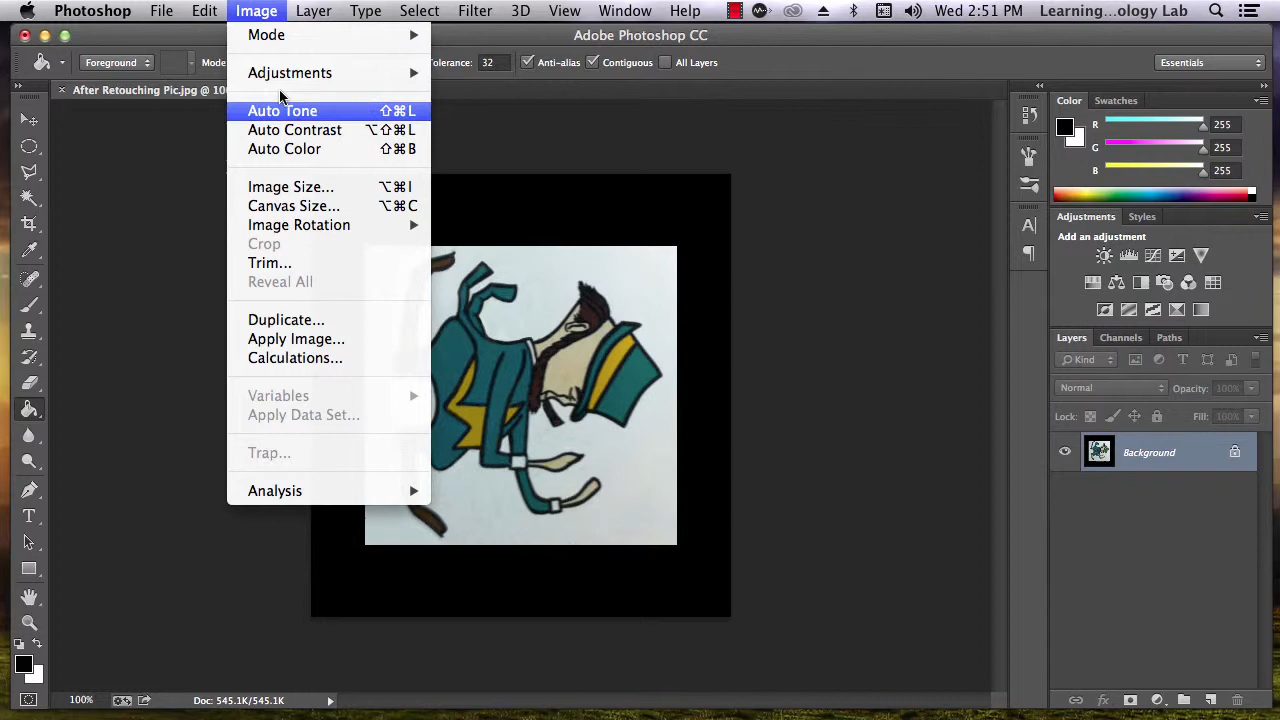 Photoshop File Edit Image Layer Type Select Filter 3D View Window Help Wed 2:51 PM Learning...ology Lab
Adobe Photoshop CC
Foreground Mode Tolerance: 32 Anti-alias Contiguous All Layers Essentials
After Retouching Pic.jpg @ 10
Mode
Adjustments
Auto Tone ⇧⌘L
Auto Contrast ⌥⇧⌘L
Auto Color ⇧⌘B
Image Size... ⌥⌘I
Canvas Size... ⌥⌘C
Image Rotation
Crop
Trim...
Reveal All
Duplicate...
Apply Image...
Calculations...
Variables
Apply Data Set...
Trap...
Analysis
Color Swatches
R 255
G 255
B 255
Adjustments Styles
Add an adjustment
Layers Channels Paths
Kind
Normal Opacity: 100%
Lock: Fill: 100%
Background
100% Doc: 545.1K/545.1K